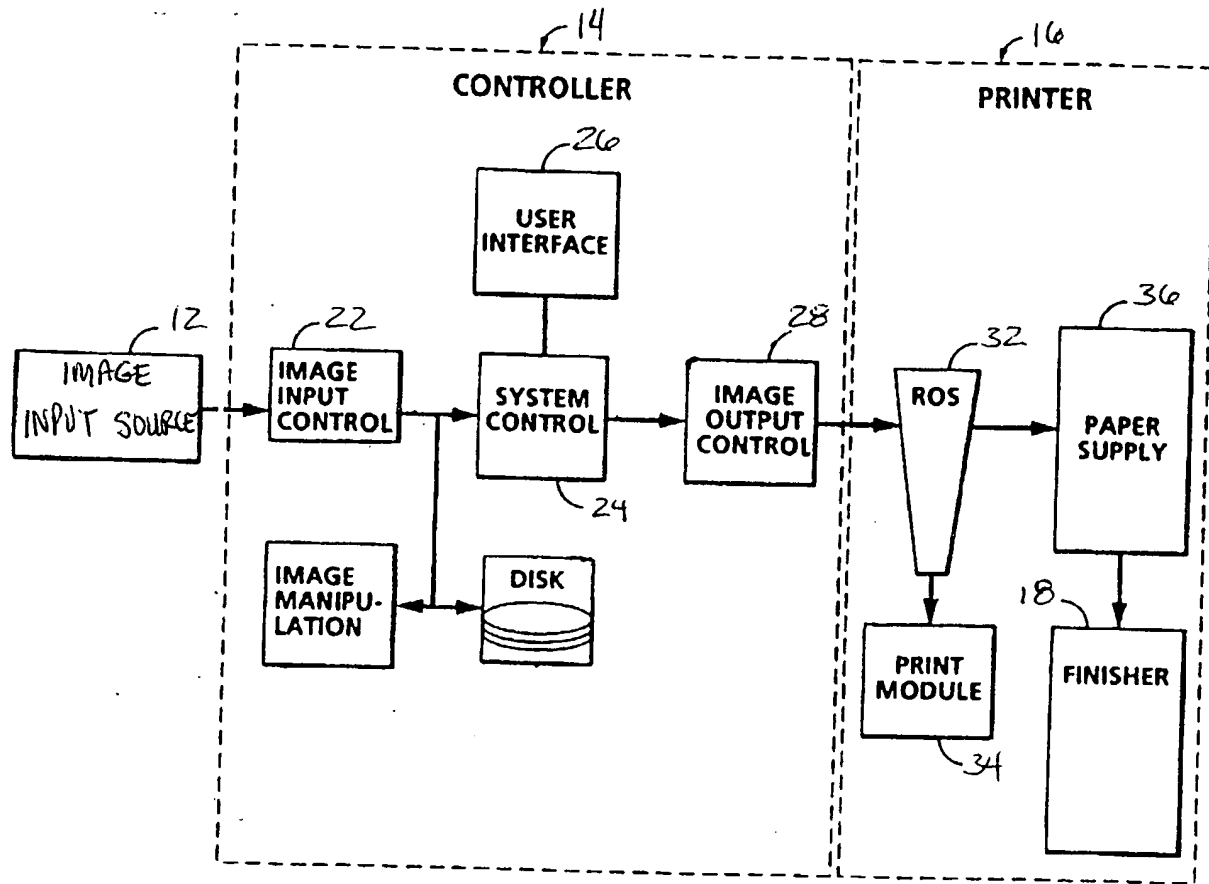 14
16
CONTROLLER
PRINTER
26
USER
INTERFACE
12
IMAGE
INPUT SOURCE
22
IMAGE
INPUT
CONTROL
SYSTEM
CONTROL
24
28
IMAGE
OUTPUT
CONTROL
32
ROS
36
PAPER
SUPPLY
IMAGE
MANIPU-
LATION
DISK
PRINT
MODULE
34
18
FINISHER